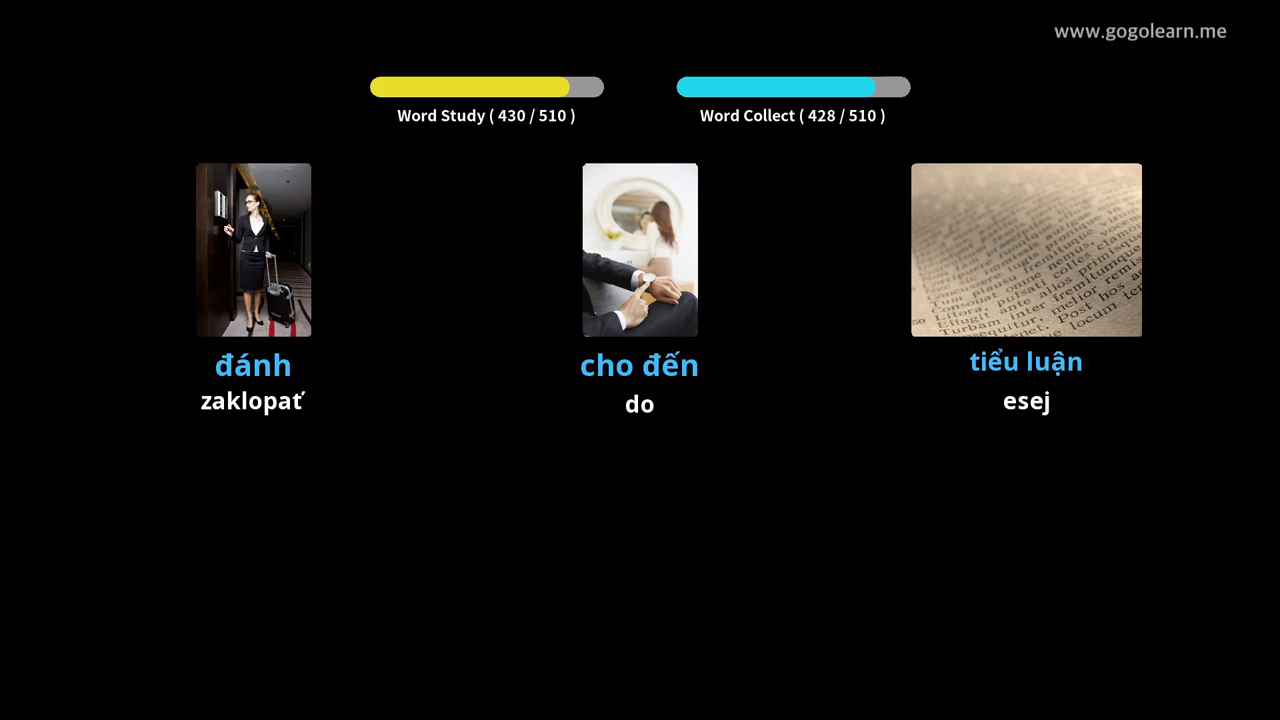 www.gogolearn.me
Word Study ( 430 / 510 )
Word Collect ( 428 / 510 )
đánh
zaklopať
cho đến
do
tiểu luận
esej